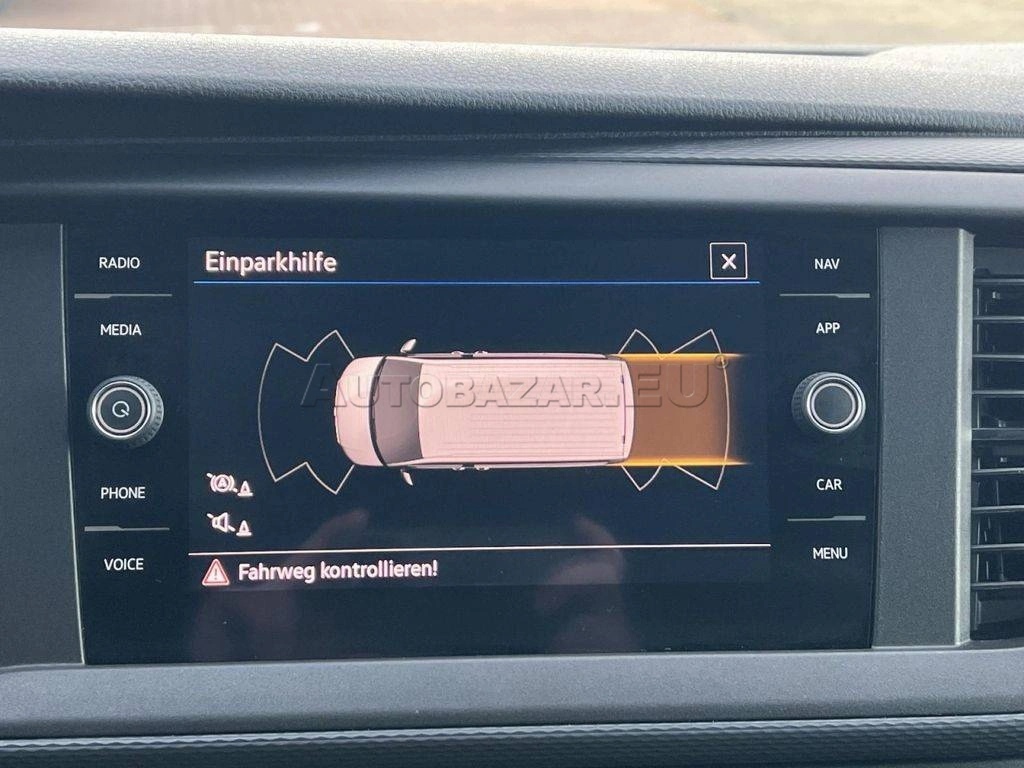 RADIO
MEDIA
PHONE
VOICE
Einparkhilfe
X
AUTOBAZAR.EU
A
Fahrweg kontrollieren!
NAV
APP
CAR
MENU